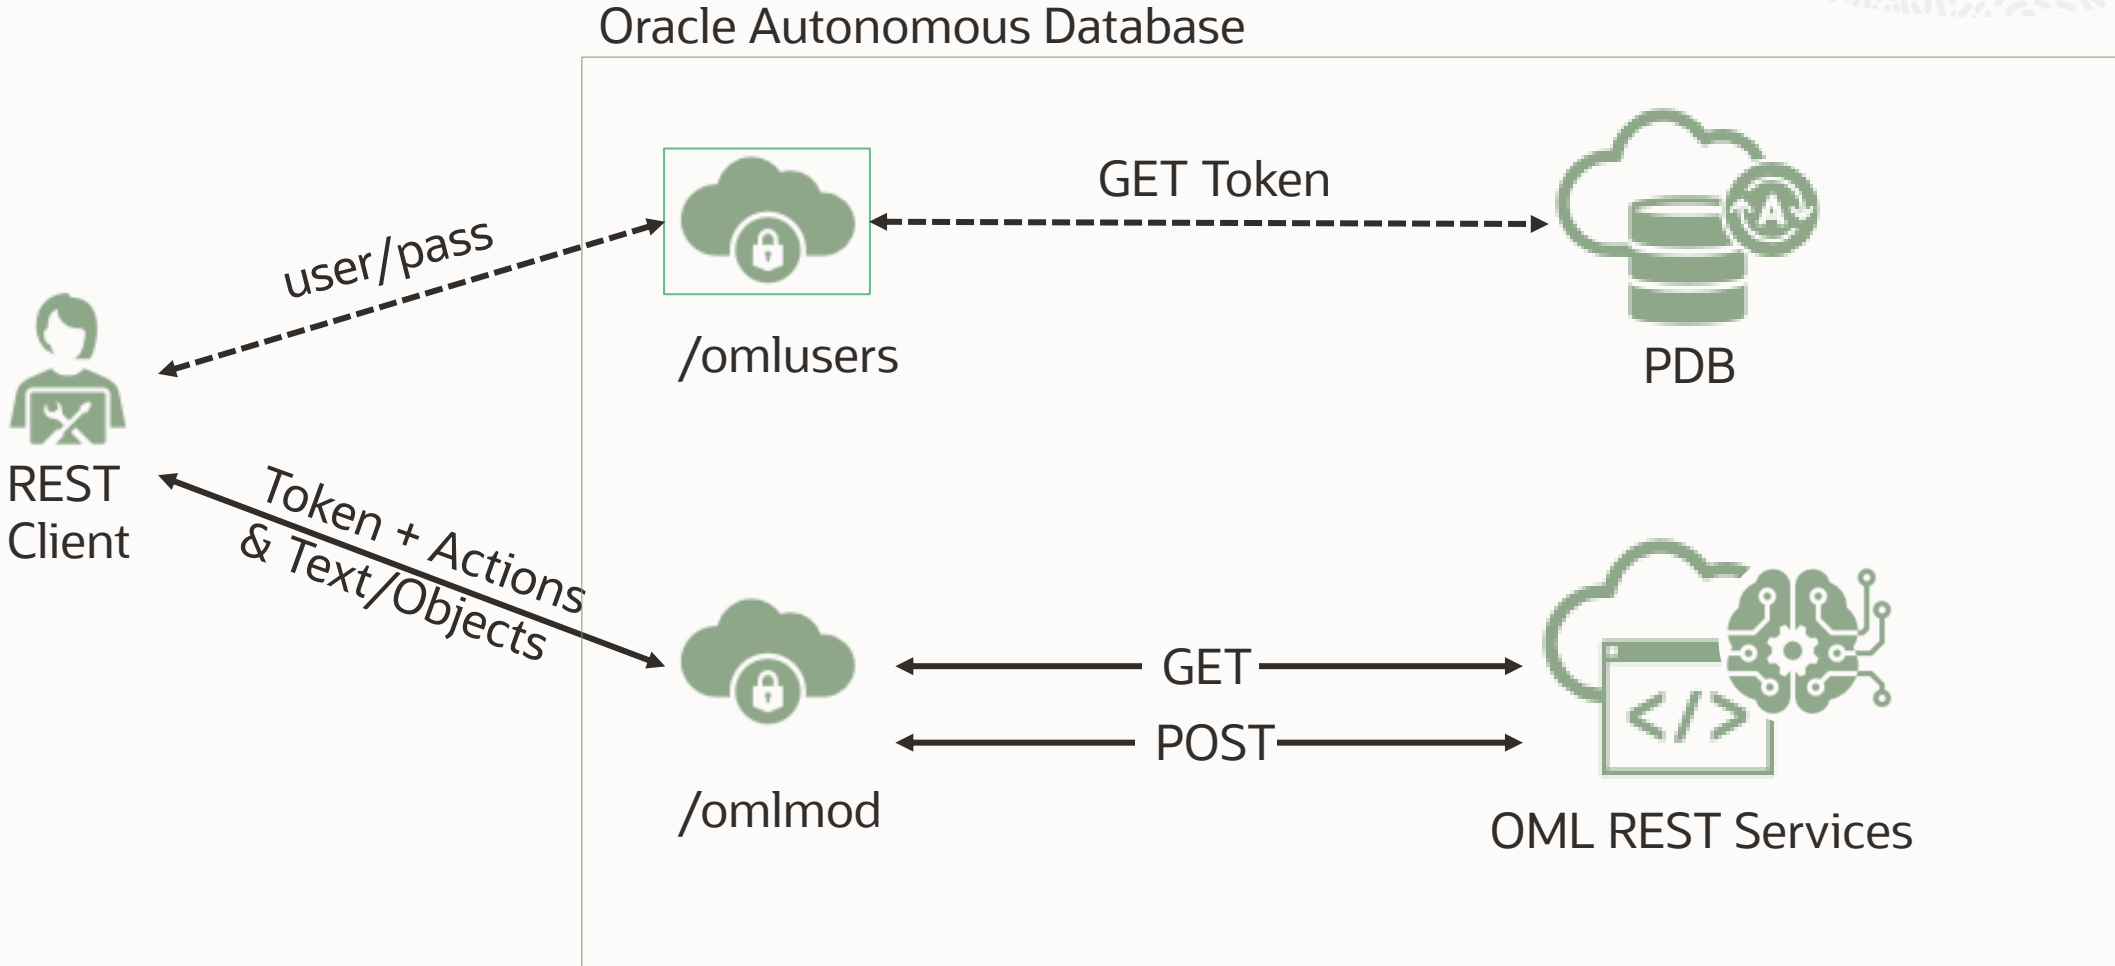 Oracle Autonomous Database
GET Token
user/pass
A
/omlusers
PDB
REST
Client
Token + Actions
& Text/Objects
GET
</>
POST
/omlmod
OML REST Services